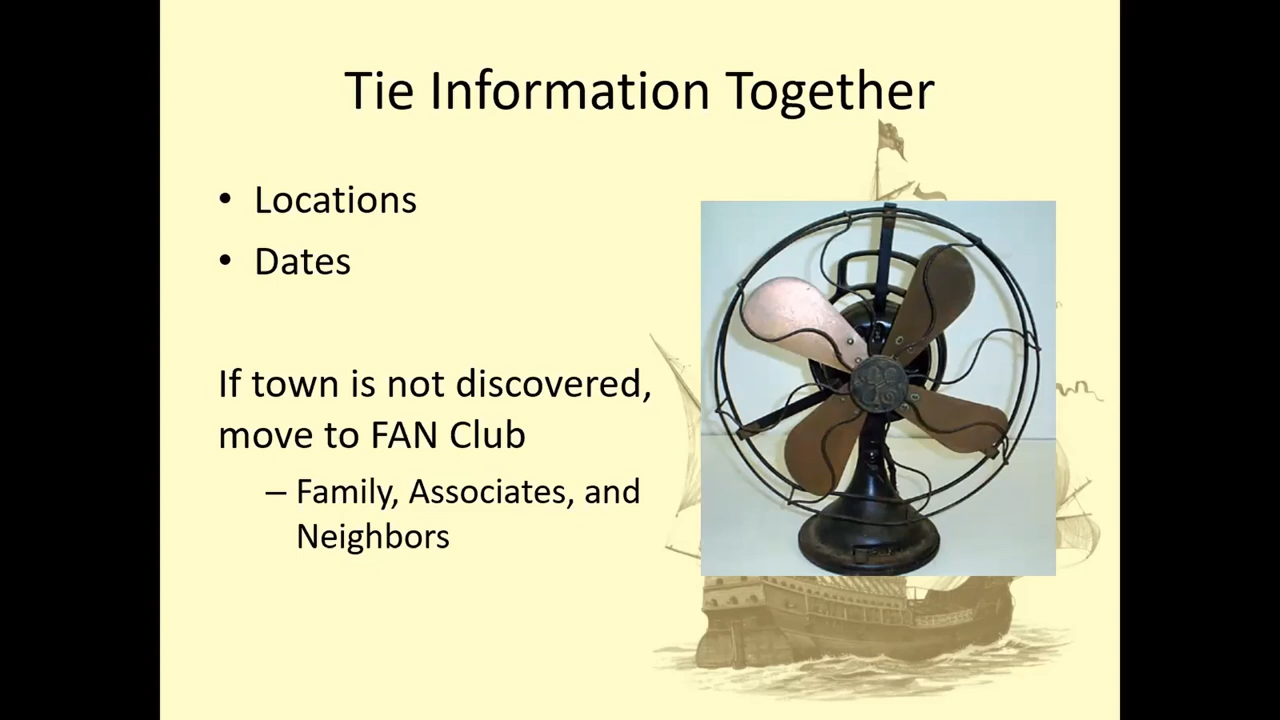 Tie Information Together
• Locations
• Dates
If town is not discovered,
move to FAN Club
– Family, Associates, and
Neighbors